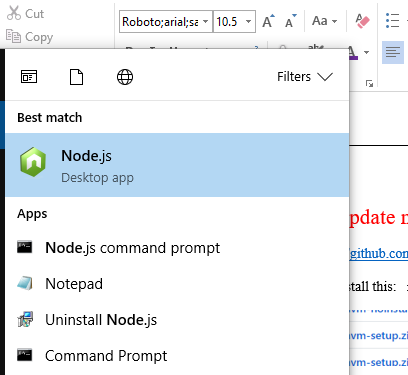 Cut
Copy
Roboto;arial;sa
10.5
A
A
Aa
Filters
Best match
Node.js
Desktop app
Apps
Node.js command prompt
Notepad
Uninstall Node.js
Command Prompt
pdate
github.com
stall this:
vm-setup.zi
vm-setup.zi